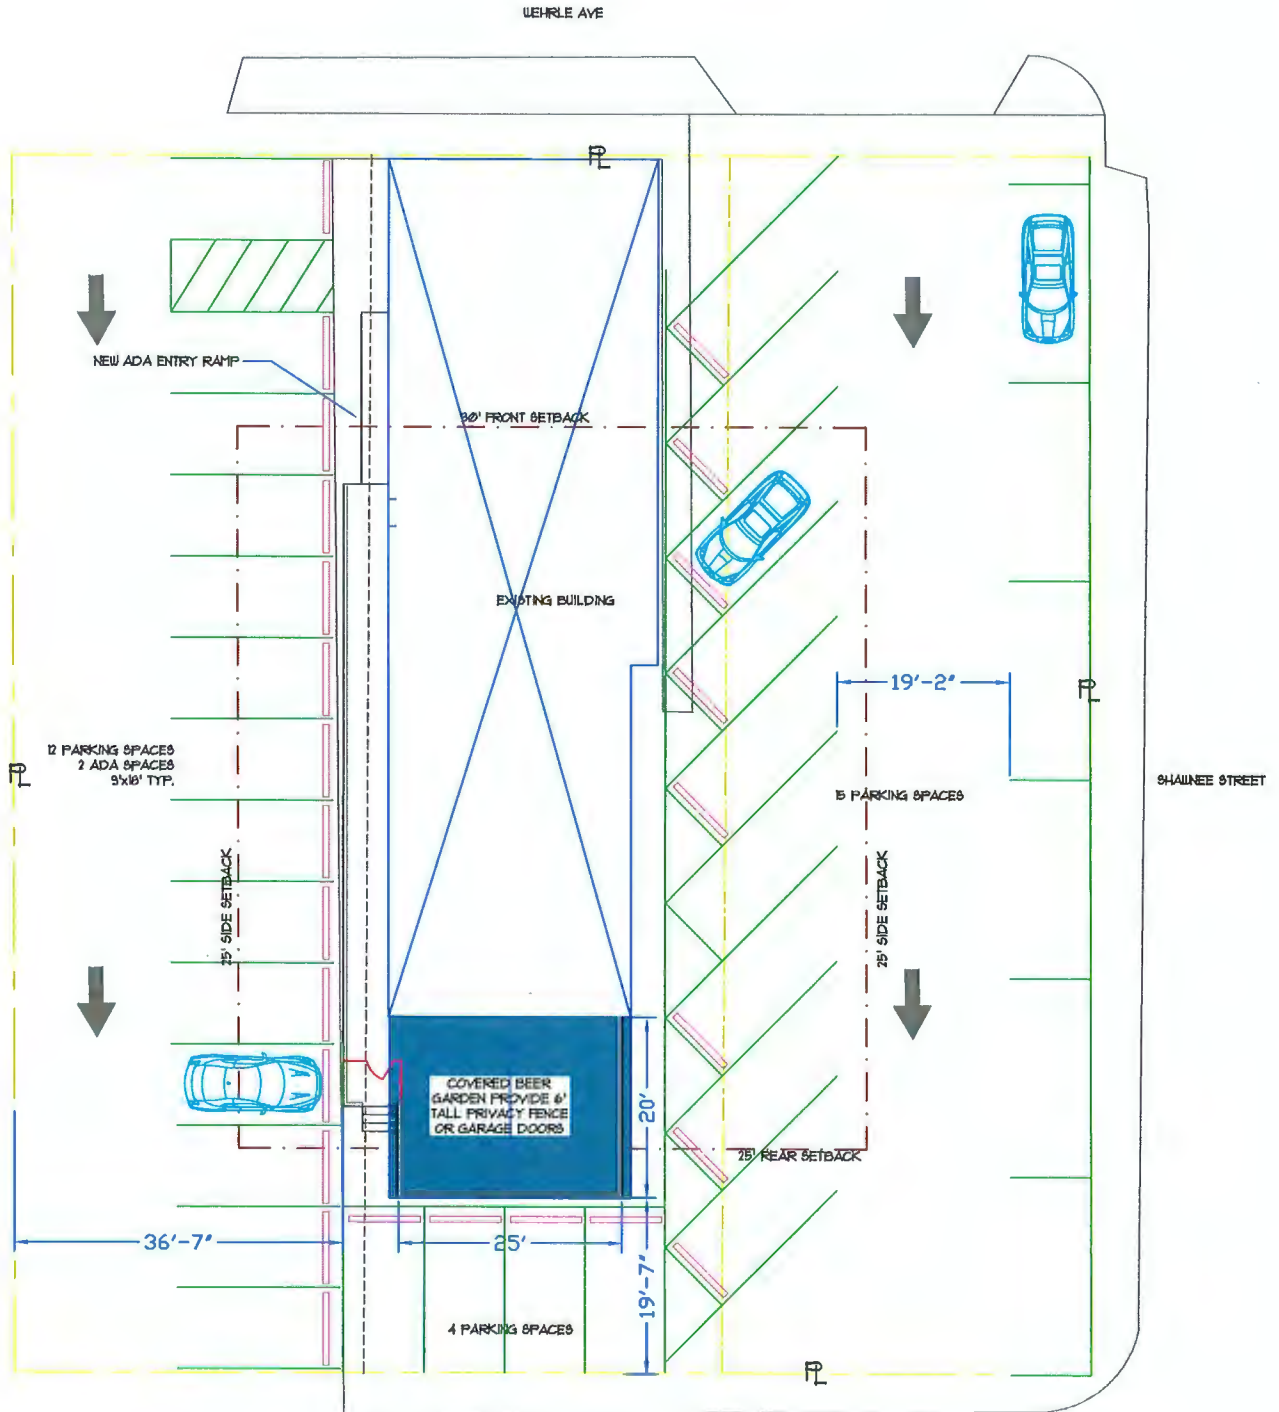 WEHRLE AVE
PL
NEW ADA ENTRY RAMP
30' FRONT SETBACK
EXISTING BUILDING
19'-2"
PL
12 PARKING SPACES
2 ADA SPACES
9'x18' TYP.
PL
15 PARKING SPACES
SHAWNEE STREET
25' SIDE SETBACK
25' SIDE SETBACK
COVERED BEER
GARDEN PROVIDE 6'
TALL PRIVACY FENCE
OR GARAGE DOORS
20'
25' REAR SETBACK
36'-7"
25'
19'-7"
4 PARKING SPACES
PL